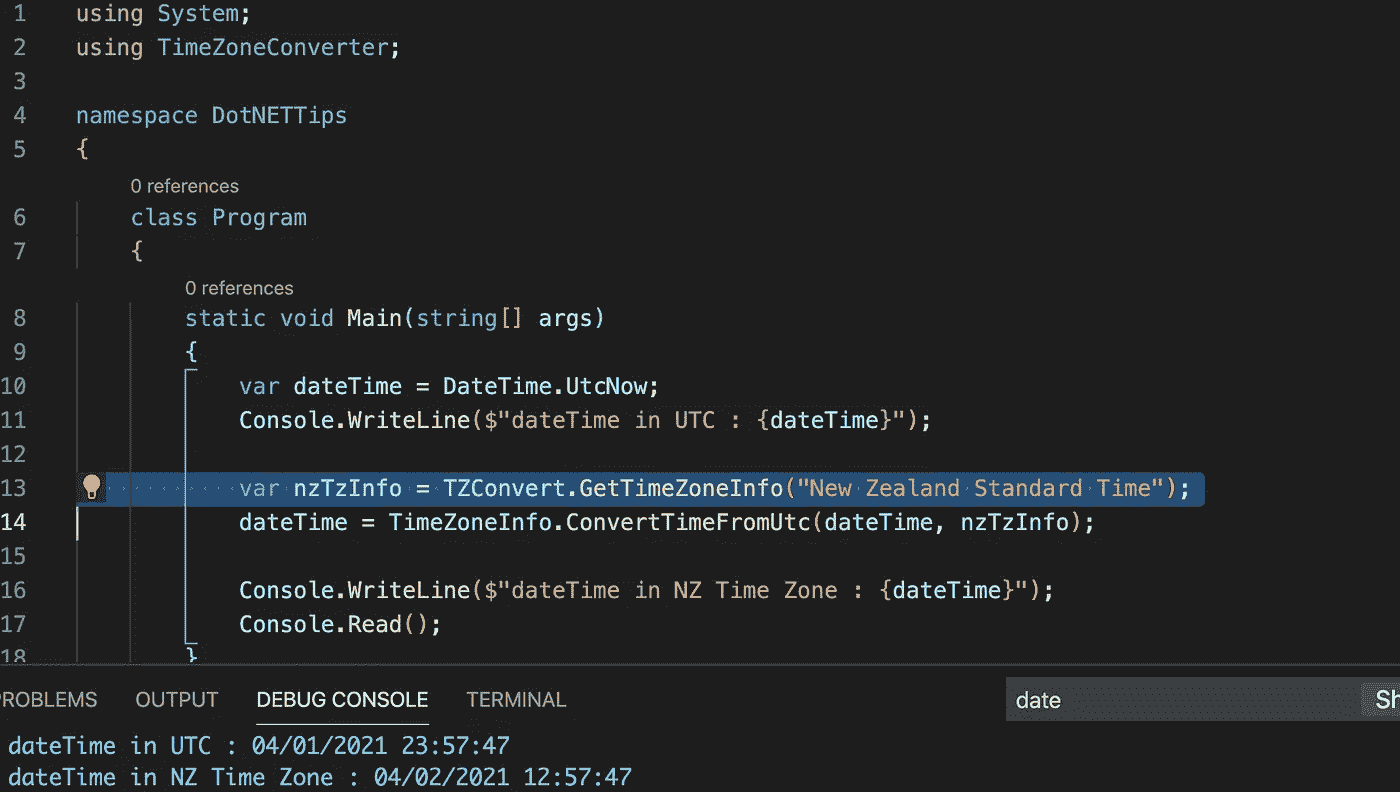 1 using System;
2 using TimeZoneConverter;
3
4 namespace DotNETTips
5 {
0 references
6 class Program
7 {
0 references
8 static void Main(string[] args)
9 {
10 var dateTime = DateTime.UtcNow;
11 Console.WriteLine($"dateTime in UTC : {dateTime}");
12
13 var nzTzInfo = TZConvert.GetTimeZoneInfo("New Zealand Standard Time");
14 dateTime = TimeZoneInfo.ConvertTimeFromUtc(dateTime, nzTzInfo);
15
16 Console.WriteLine($"dateTime in NZ Time Zone : {dateTime}");
17 Console.Read();
18 }
ROBLEMS OUTPUT DEBUG CONSOLE TERMINAL date Sh
dateTime in UTC : 04/01/2021 23:57:47
dateTime in NZ Time Zone : 04/02/2021 12:57:47